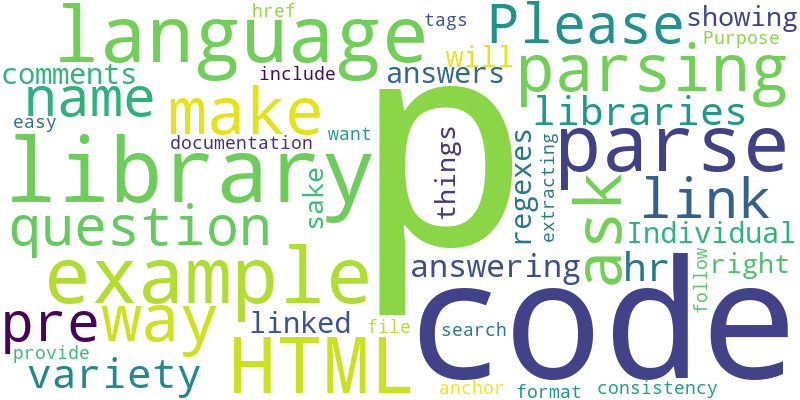 href
tags
Please
showing
language
Purpose
will
comments
include
answers
parsing
name
make
libraries
easy
documentation
want
p
things
regexes
extracting
parse
library
sake
ask
link
question
Individual
example
answering
hr
follow
right
pre
way
linked
file
search
code
provide
variety
HTML
anchor
format
consistency